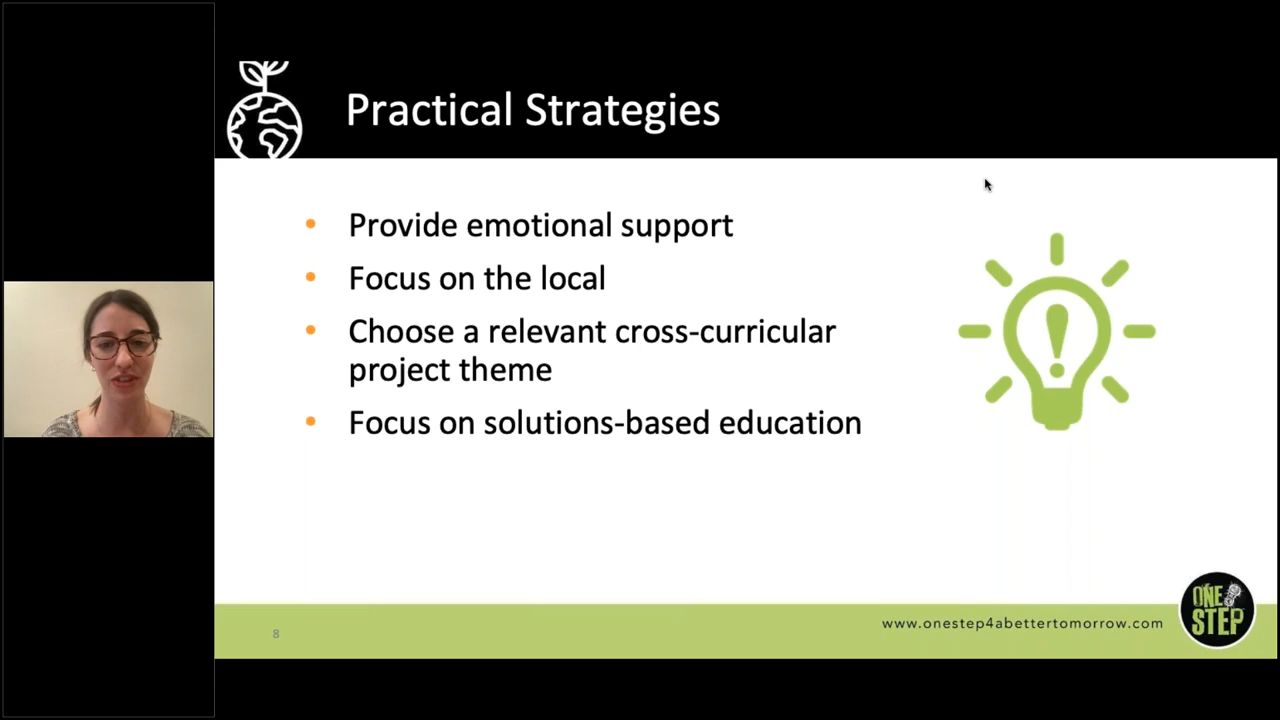 Practical Strategies
Provide emotional support
Focus on the local
Choose a relevant cross-curricular
project theme
Focus on solutions-based education
8
www.onestep4abettertomorrow.com
ONE
STEP